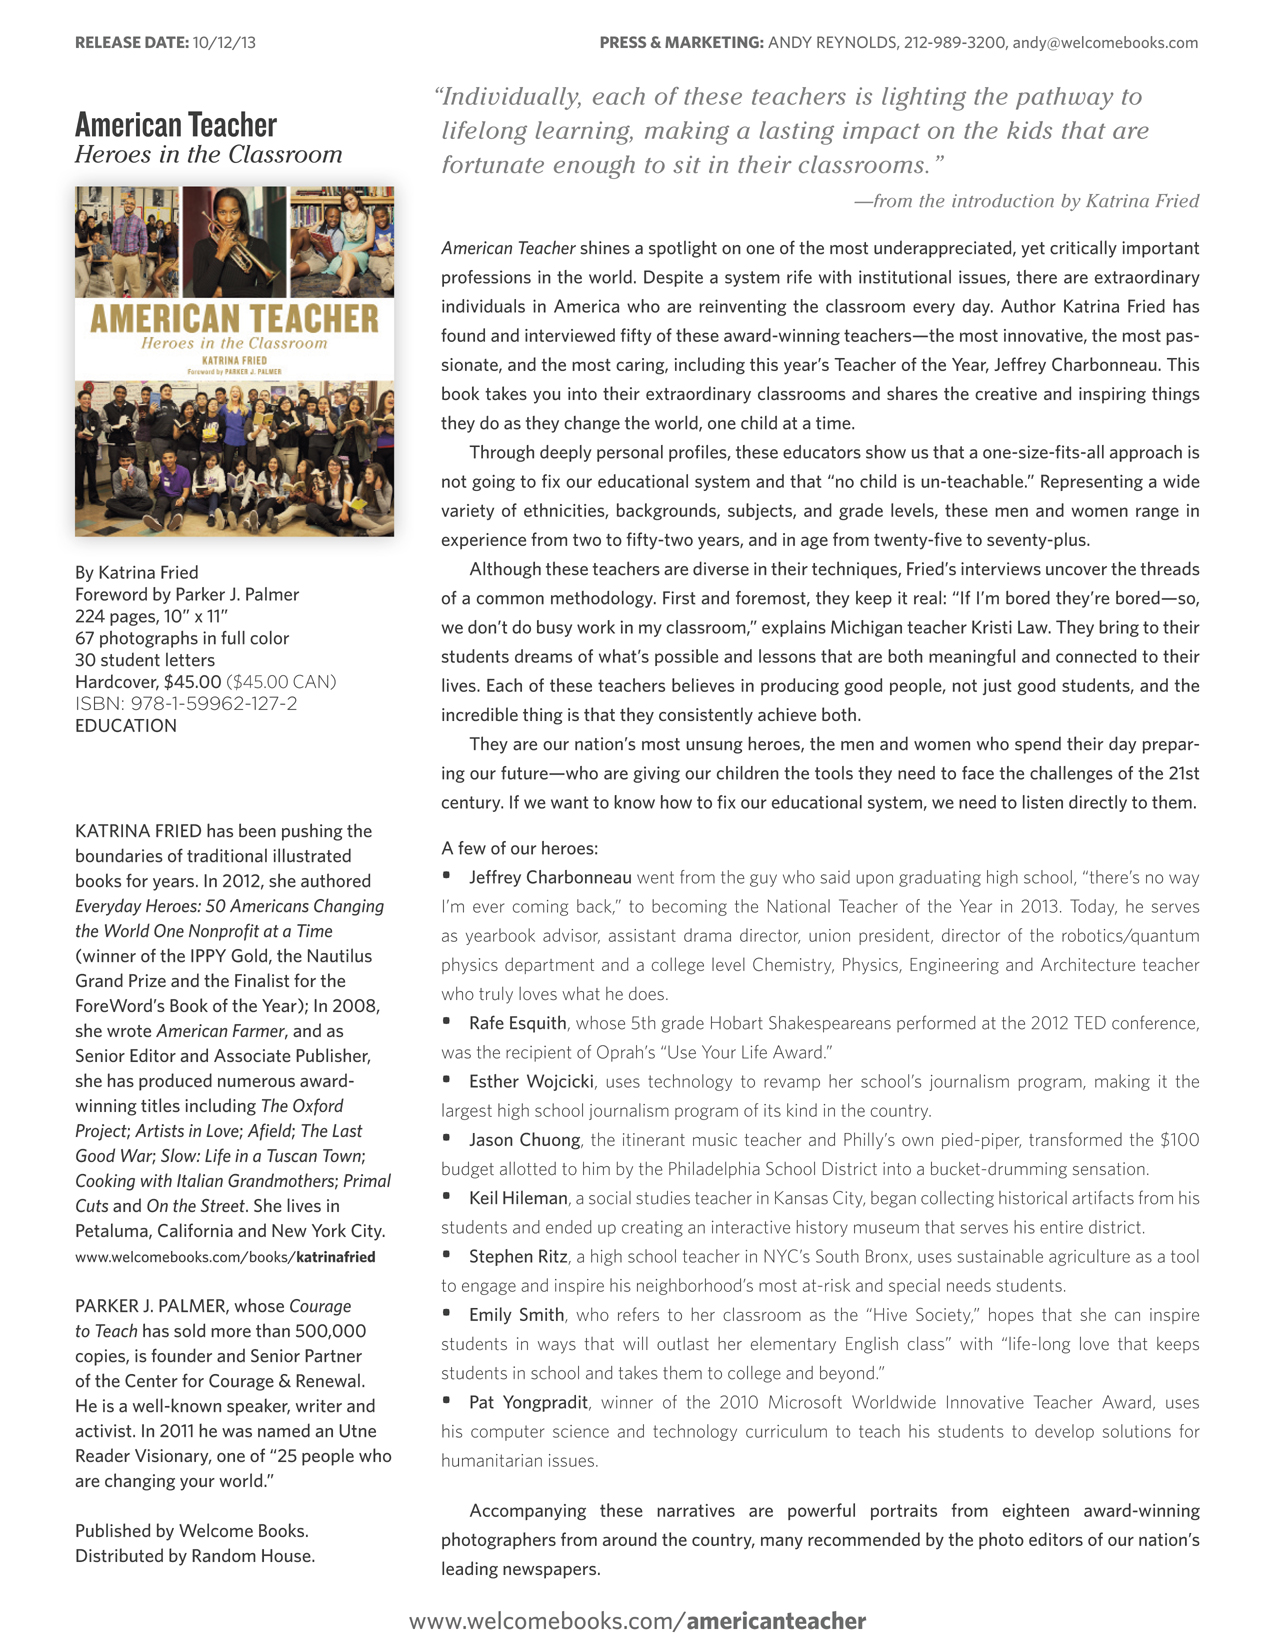 RELEASE DATE: 10/12/13
PRESS & MARKETING: ANDY REYNOLDS, 212-989-3200, andy@welcomebooks.com
American Teacher
Heroes in the Classroom
AMERICAN TEACHER
Heroes in the Classroom
KATRINA FRIED
Foreword by PARKER J. PALMER
By Katrina Fried
Foreword by Parker J. Palmer
224 pages, 10” x 11”
67 photographs in full color
30 student letters
Hardcover, $45.00 ($45.00 CAN)
ISBN: 978-1-59962-127-2
EDUCATION
KATRINA FRIED has been pushing the
boundaries of traditional illustrated
books for years. In 2012, she authored
Everyday Heroes: 50 Americans Changing
the World One Nonprofit at a Time
(winner of the IPPY Gold, the Nautilus
Grand Prize and the Finalist for the
ForeWord’s Book of the Year); In 2008,
she wrote American Farmer, and as
Senior Editor and Associate Publisher,
she has produced numerous award-
winning titles including The Oxford
Project; Artists in Love; Afield; The Last
Good War; Slow: Life in a Tuscan Town;
Cooking with Italian Grandmothers; Primal
Cuts and On the Street. She lives in
Petaluma, California and New York City.
www.welcomebooks.com/books/katrinafried
PARKER J. PALMER, whose Courage
to Teach has sold more than 500,000
copies, is founder and Senior Partner
of the Center for Courage & Renewal.
He is a well-known speaker, writer and
activist. In 2011 he was named an Utne
Reader Visionary, one of “25 people who
are changing your world.”
Published by Welcome Books.
Distributed by Random House.
“Individually, each of these teachers is lighting the pathway to
lifelong learning, making a lasting impact on the kids that are
fortunate enough to sit in their classrooms.”
—from the introduction by Katrina Fried
American Teacher shines a spotlight on one of the most underappreciated, yet critically important
professions in the world. Despite a system rife with institutional issues, there are extraordinary
individuals in America who are reinventing the classroom every day. Author Katrina Fried has
found and interviewed fifty of these award-winning teachers—the most innovative, the most pas-
sionate, and the most caring, including this year’s Teacher of the Year, Jeffrey Charbonneau. This
book takes you into their extraordinary classrooms and shares the creative and inspiring things
they do as they change the world, one child at a time.
Through deeply personal profiles, these educators show us that a one-size-fits-all approach is
not going to fix our educational system and that “no child is un-teachable.” Representing a wide
variety of ethnicities, backgrounds, subjects, and grade levels, these men and women range in
experience from two to fifty-two years, and in age from twenty-five to seventy-plus.
Although these teachers are diverse in their techniques, Fried’s interviews uncover the threads
of a common methodology. First and foremost, they keep it real: “If I’m bored they’re bored—so,
we don’t do busy work in my classroom,” explains Michigan teacher Kristi Law. They bring to their
students dreams of what’s possible and lessons that are both meaningful and connected to their
lives. Each of these teachers believes in producing good people, not just good students, and the
incredible thing is that they consistently achieve both.
They are our nation’s most unsung heroes, the men and women who spend their day prepar-
ing our future—who are giving our children the tools they need to face the challenges of the 21st
century. If we want to know how to fix our educational system, we need to listen directly to them.
A few of our heroes:
▪ Jeffrey Charbonneau went from the guy who said upon graduating high school, “there’s no way
I’m ever coming back,” to becoming the National Teacher of the Year in 2013. Today, he serves
as yearbook advisor, assistant drama director, union president, director of the robotics/quantum
physics department and a college level Chemistry, Physics, Engineering and Architecture teacher
who truly loves what he does.
▪ Rafe Esquith, whose 5th grade Hobart Shakespeareans performed at the 2012 TED conference,
was the recipient of Oprah’s “Use Your Life Award.”
▪ Esther Wojcicki, uses technology to revamp her school’s journalism program, making it the
largest high school journalism program of its kind in the country.
▪ Jason Chuong, the itinerant music teacher and Philly’s own pied-piper, transformed the $100
budget allotted to him by the Philadelphia School District into a bucket-drumming sensation.
▪ Keil Hileman, a social studies teacher in Kansas City, began collecting historical artifacts from his
students and ended up creating an interactive history museum that serves his entire district.
▪ Stephen Ritz, a high school teacher in NYC’s South Bronx, uses sustainable agriculture as a tool
to engage and inspire his neighborhood’s most at-risk and special needs students.
▪ Emily Smith, who refers to her classroom as the “Hive Society,” hopes that she can inspire
students in ways that will outlast her elementary English class” with “life-long love that keeps
students in school and takes them to college and beyond.”
▪ Pat Yongpradit, winner of the 2010 Microsoft Worldwide Innovative Teacher Award, uses
his computer science and technology curriculum to teach his students to develop solutions for
humanitarian issues.
Accompanying these narratives are powerful portraits from eighteen award-winning
photographers from around the country, many recommended by the photo editors of our nation’s
leading newspapers.
www.welcomebooks.com/americanteacher